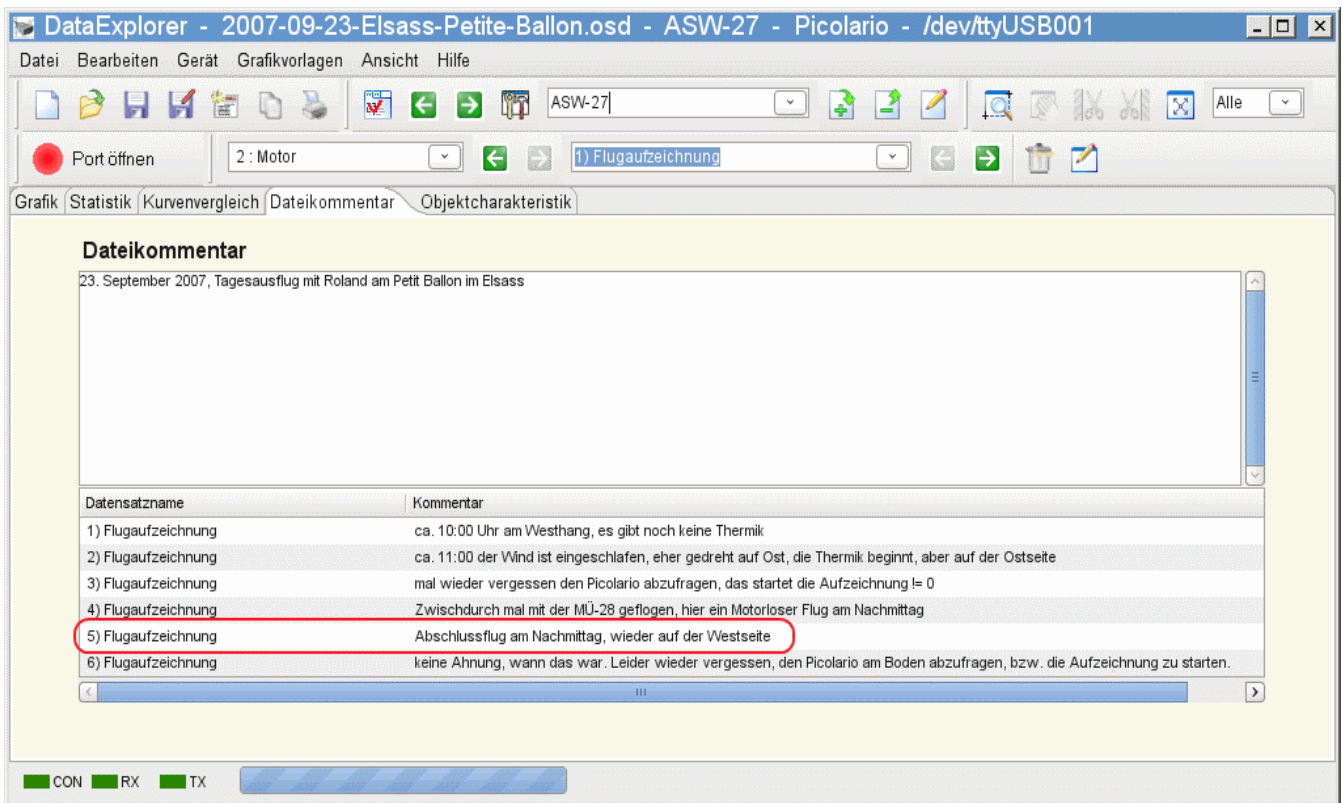 DataExplorer - 2007-09-23-Elsass-Petite-Ballon.osd - ASW-27 - Picolario - /dev/ttyUSB001
Datei Bearbeiten Gerät Grafikvorlagen Ansicht Hilfe
ASW-27 Alle
Port öffnen 2 : Motor 1) Flugaufzeichnung
Grafik Statistik Kurvenvergleich Dateikommentar Objektcharakteristik
Dateikommentar
23. September 2007, Tagesausflug mit Roland am Petit Ballon im Elsass
Datensatzname Kommentar
1) Flugaufzeichnung ca. 10:00 Uhr am Westhang, es gibt noch keine Thermik
2) Flugaufzeichnung ca. 11:00 der Wind ist eingeschlafen, eher gedreht auf Ost, die Thermik beginnt, aber auf der Ostseite
3) Flugaufzeichnung mal wieder vergessen den Picolario abzufragen, das startet die Aufzeichnung != 0
4) Flugaufzeichnung Zwischdurch mal mit der MÜ-28 geflogen, hier ein Motorloser Flug am Nachmittag
5) Flugaufzeichnung Abschlussflug am Nachmittag, wieder auf der Westseite
6) Flugaufzeichnung keine Ahnung, wann das war. Leider wieder vergessen, den Picolario am Boden abzufragen, bzw. die Aufzeichnung zu starten.
CON RX TX